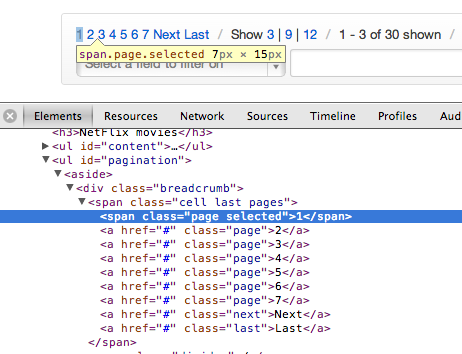 1 2 3 4 5 6 7 Next Last / Show 3 | 9 | 12 / 1 - 3 of 30 shown /
span.page.selected 7px × 15px
Select a field to filter on
Elements Resources Network Sources Timeline Profiles Aud
<h3>NetFlix movies</h3>
▶<ul id="content">…</ul>
▼<ul id="pagination">
▼<aside>
▼<div class="breadcrumb">
▼<span class="cell last pages">
<span class="page selected">1</span>
<a href="#" class="page">2</a>
<a href="#" class="page">3</a>
<a href="#" class="page">4</a>
<a href="#" class="page">5</a>
<a href="#" class="page">6</a>
<a href="#" class="page">7</a>
<a href="#" class="next">Next</a>
<a href="#" class="last">Last</a>
</span>